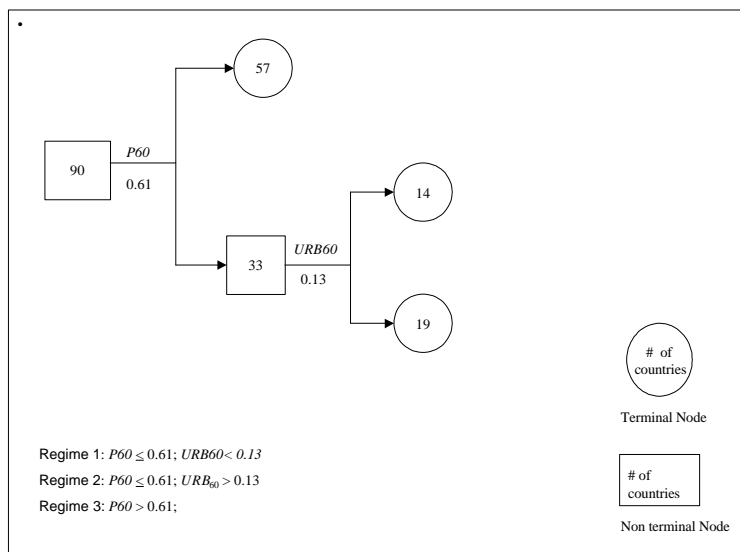 57
90
P60
0.61
14
33
URB60
0.13
19
# of
countries
Terminal Node
Regime 1: P60 ≤ 0.61; URB60< 0.13
Regime 2: P60 ≤ 0.61; URB60 > 0.13
Regime 3: P60 > 0.61;
# of
countries
Non terminal Node